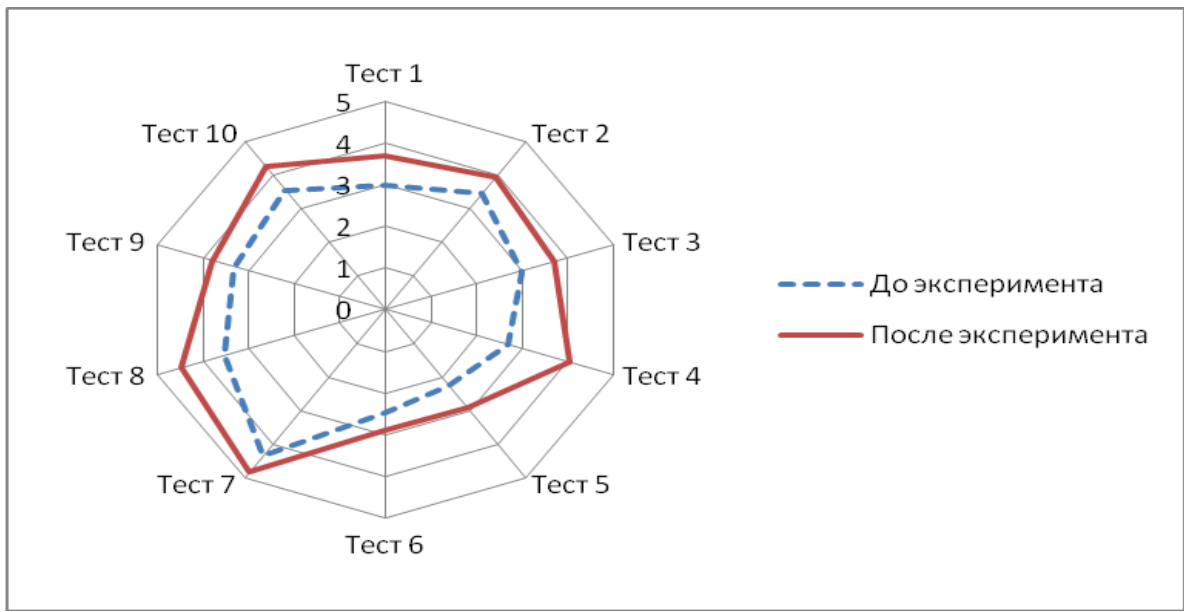 Тест 1
5
Тест 10
Тест 2
4
3
Тест 9
Тест 3
2
1
До эксперимента
0
После эксперимента
Тест 8
Тест 4
Тест 7
Тест 5
Тест 6